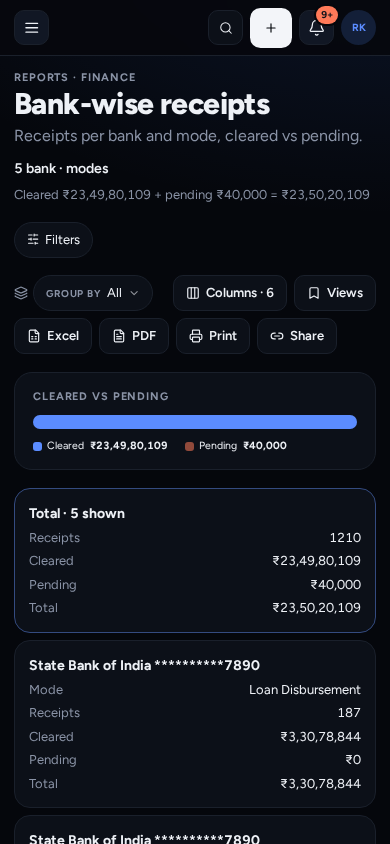 9+
RK
REPORTS · FINANCE
Bank-wise receipts
Receipts per bank and mode, cleared vs pending.
5 bank · modes
Cleared ₹23,49,80,109 + pending ₹40,000 = ₹23,50,20,109
Filters
GROUP BY All
Columns · 6
Views
Excel
PDF
Print
Share
CLEARED VS PENDING
Cleared ₹23,49,80,109
Pending ₹40,000
Total · 5 shown
Receipts 1210
Cleared ₹23,49,80,109
Pending ₹40,000
Total ₹23,50,20,109
State Bank of India **********7890
Mode Loan Disbursement
Receipts 187
Cleared ₹3,30,78,844
Pending ₹0
Total ₹3,30,78,844
State Bank of India **********7890